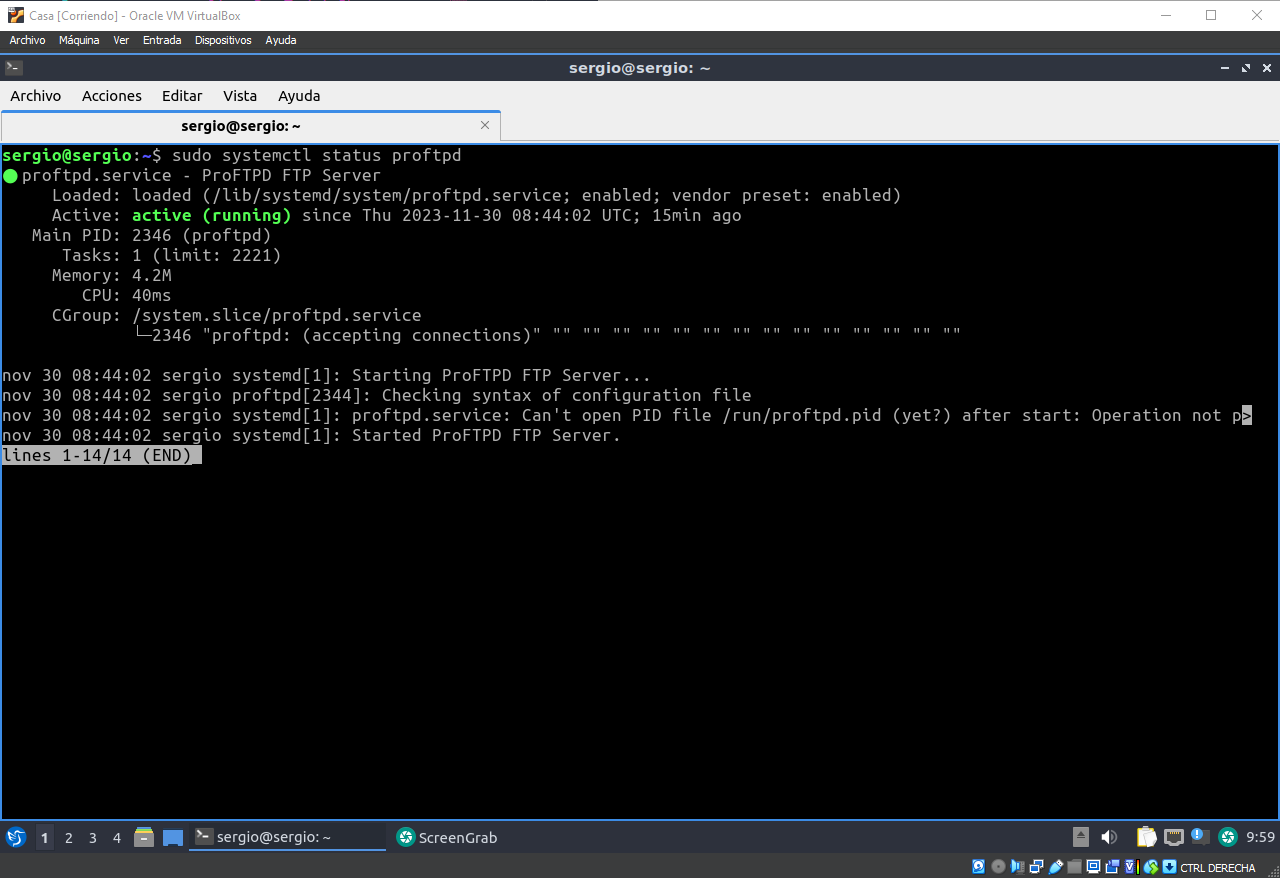 Casa [Corriendo] - Oracle VM VirtualBox
Archivo Máquina Ver Entrada Dispositivos Ayuda
sergio@sergio: ~
Archivo Acciones Editar Vista Ayuda
sergio@sergio: ~
sergio@sergio:~$ sudo systemctl status proftpd
● proftpd.service - ProFTPD FTP Server
     Loaded: loaded (/lib/systemd/system/proftpd.service; enabled; vendor preset: enabled)
     Active: active (running) since Thu 2023-11-30 08:44:02 UTC; 15min ago
   Main PID: 2346 (proftpd)
      Tasks: 1 (limit: 2221)
     Memory: 4.2M
        CPU: 40ms
     CGroup: /system.slice/proftpd.service
             └─2346 "proftpd: (accepting connections)" "" "" "" "" "" "" "" "" "" "" "" "" "" ""
nov 30 08:44:02 sergio systemd[1]: Starting ProFTPD FTP Server...
nov 30 08:44:02 sergio proftpd[2344]: Checking syntax of configuration file
nov 30 08:44:02 sergio systemd[1]: proftpd.service: Can't open PID file /run/proftpd.pid (yet?) after start: Operation not p>
nov 30 08:44:02 sergio systemd[1]: Started ProFTPD FTP Server.
lines 1-14/14 (END)
1 2 3 4 sergio@sergio: ~ ScreenGrab 9:59
CTRL DERECHA